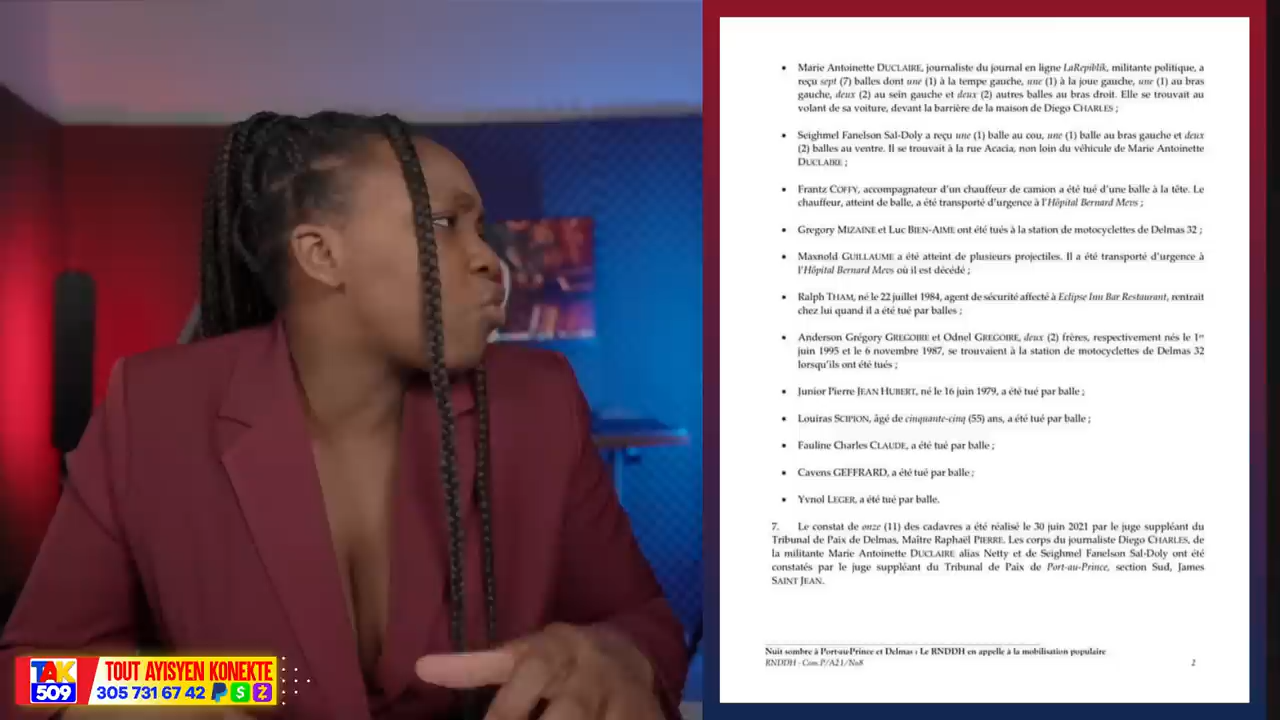 • Marie Antoinette DUCLAIRE, journaliste du journal en ligne LaRepiblik, militante politique, a
reçu sept (7) balles dont une (1) à la tempe gauche, une (1) à la joue gauche, une (1) au bras
gauche, deux (2) au sein gauche et deux (2) autres balles au bras droit. Elle se trouvait au
volant de sa voiture, devant la barrière de la maison de Diego CHARLES ;
• Seighmel Fanelson Sal-Doly a reçu une (1) balle au cou, une (1) balle au bras gauche et deux
(2) balles au ventre. Il se trouvait à la rue Acacia, non loin du véhicule de Marie Antoinette
DUCLAIRE ;
• Frantz COFFY, accompagnateur d'un chauffeur de camion a été tué d'une balle à la tête. Le
chauffeur, atteint de balle, a été transporté d'urgence à l'Hôpital Bernard Mevs ;
• Gregory MIZAINE et Luc BIEN-AIME ont été tués à la station de motocyclettes de Delmas 32 ;
• Maxnold GUILLAUME a été atteint de plusieurs projectiles. Il a été transporté d'urgence à
l'Hôpital Bernard Mevs où il est décédé ;
• Ralph THAM, né le 22 juillet 1984, agent de sécurité affecté à Eclipse Inn Bar Restaurant, rentrait
chez lui quand il a été tué par balles ;
• Anderson Grégory GREGOIRE et Odnel GREGOIRE, deux (2) frères, respectivement nés le 1er
juin 1995 et le 6 novembre 1987, se trouvaient à la station de motocyclettes de Delmas 32
lorsqu'ils ont été tués ;
• Junior Pierre JEAN HUBERT, né le 16 juin 1979, a été tué par balle ;
• Louiras SCIPION, âgé de cinquante-cinq (55) ans, a été tué par balle ;
• Fauline Charles CLAUDE, a été tué par balle ;
• Cavens GEFFRARD, a été tué par balle ;
• Yvnol LEGER, a été tué par balle.
7. Le constat de onze (11) des cadavres a été réalisé le 30 juin 2021 par le juge suppléant du
Tribunal de Paix de Delmas, Maître Raphaël PIERRE. Les corps du journaliste Diego CHARLES, de
la militante Marie Antoinette DUCLAIRE alias Netty et de Seighmel Fanelson Sal-Doly ont été
constatés par le juge suppléant du Tribunal de Paix de Port-au-Prince, section Sud, James
SAINT JEAN.
Nuit sombre à Port-au-Prince et Delmas : Le RNDDH en appelle à la mobilisation populaire
RNDDH - Com.P/A21/No8
2
TAK
509
TOUT AYISYEN KONEKTE
305 731 67 42